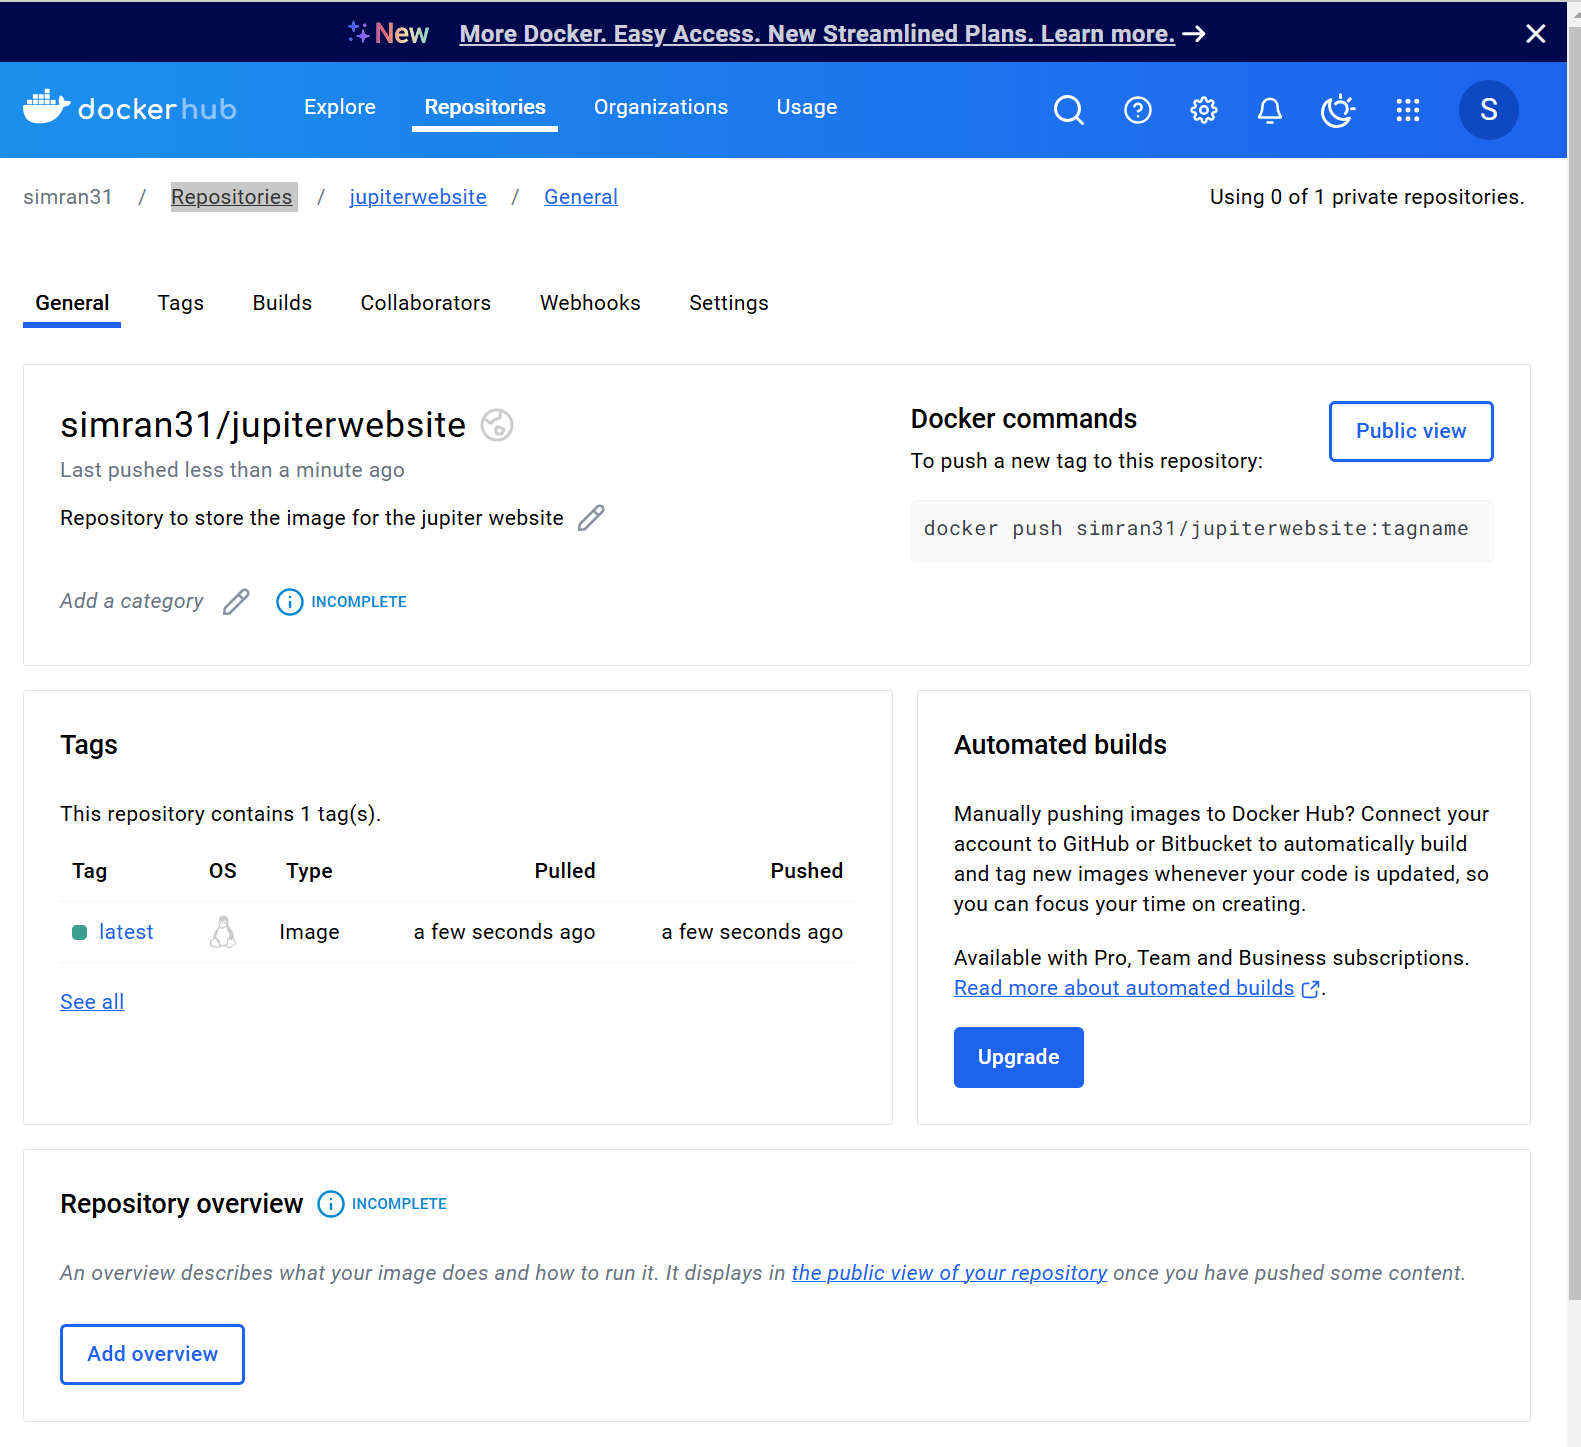 New More Docker. Easy Access. New Streamlined Plans. Learn more.
dockerhub Explore Repositories Organizations Usage S
simran31 / Repositories / jupiterwebsite / General Using 0 of 1 private repositories.
General Tags Builds Collaborators Webhooks Settings
simran31/jupiterwebsite
Last pushed less than a minute ago
Repository to store the image for the jupiter website
Add a category INCOMPLETE
Docker commands
To push a new tag to this repository:
Public view
docker push simran31/jupiterwebsite:tagname
Tags
This repository contains 1 tag(s).
Tag OS Type Pulled Pushed
latest Image a few seconds ago a few seconds ago
See all
Automated builds
Manually pushing images to Docker Hub? Connect your
account to GitHub or Bitbucket to automatically build
and tag new images whenever your code is updated, so
you can focus your time on creating.
Available with Pro, Team and Business subscriptions.
Read more about automated builds.
Upgrade
Repository overview INCOMPLETE
An overview describes what your image does and how to run it. It displays in the public view of your repository once you have pushed some content.
Add overview